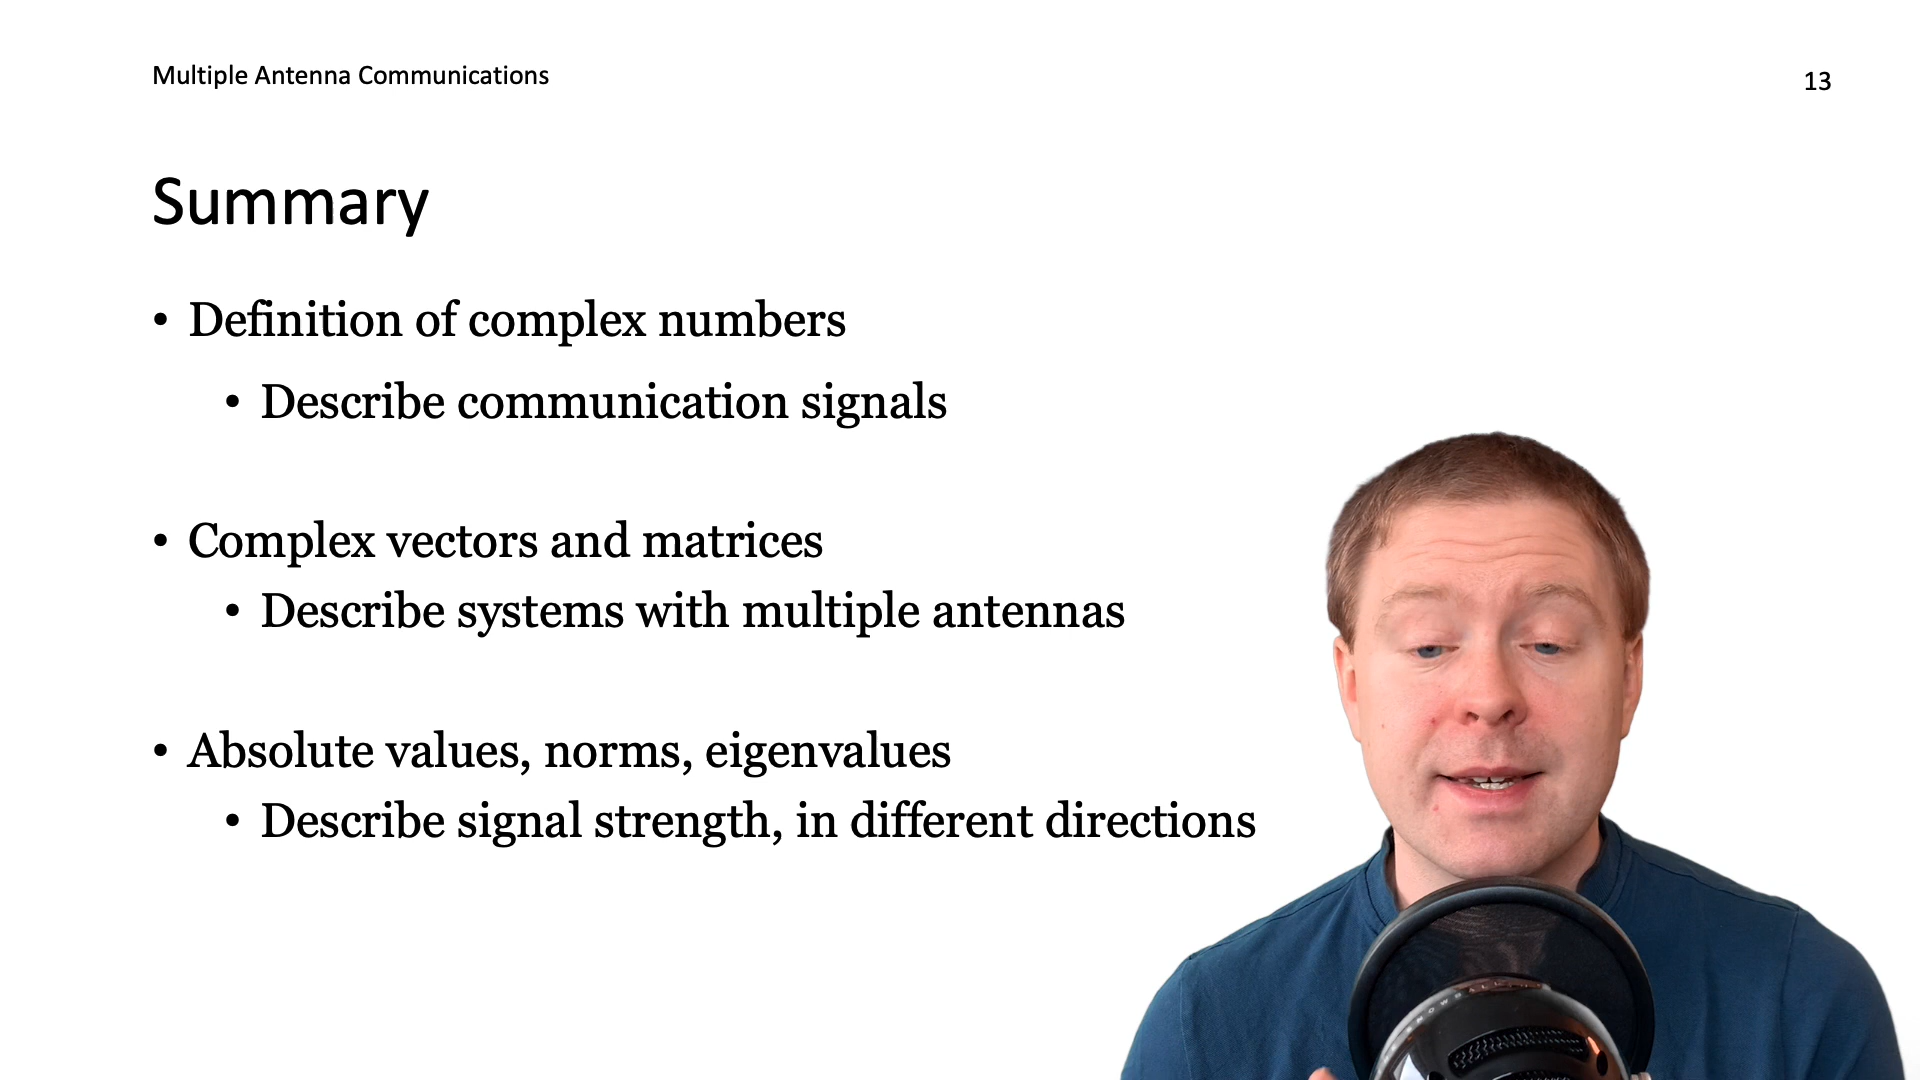 Multiple Antenna Communications
13
Summary
• Definition of complex numbers
• Describe communication signals
• Complex vectors and matrices
• Describe systems with multiple antennas
• Absolute values, norms, eigenvalues
• Describe signal strength, in different directions
SNOWBALL